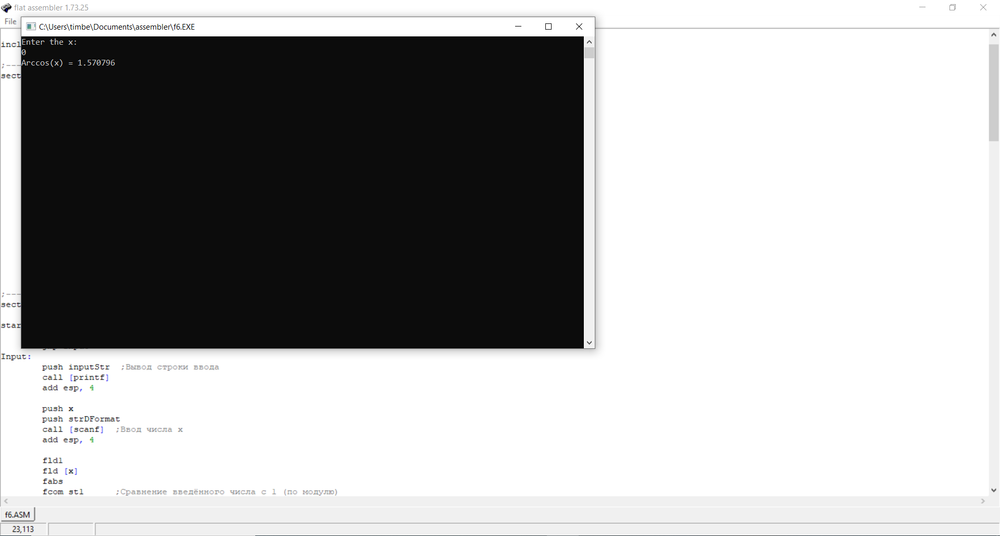 flat assembler 1.73.25
File
C:\Users\timbe\Documents\assembler\f6.EXE
Enter the x:
0
Arccos(x) = 1.570796
incl
;---
sect
;---
sect
star
Input:
push inputStr ;Вывод строки ввода
call [printf]
add esp, 4
push x
push strDFormat
call [scanf] ;Ввод числа x
add esp, 4
fld1
fld [x]
fabs
fcom st1 ;Сравнение введённого числа с 1 (по модулю)
f6.ASM
23,113